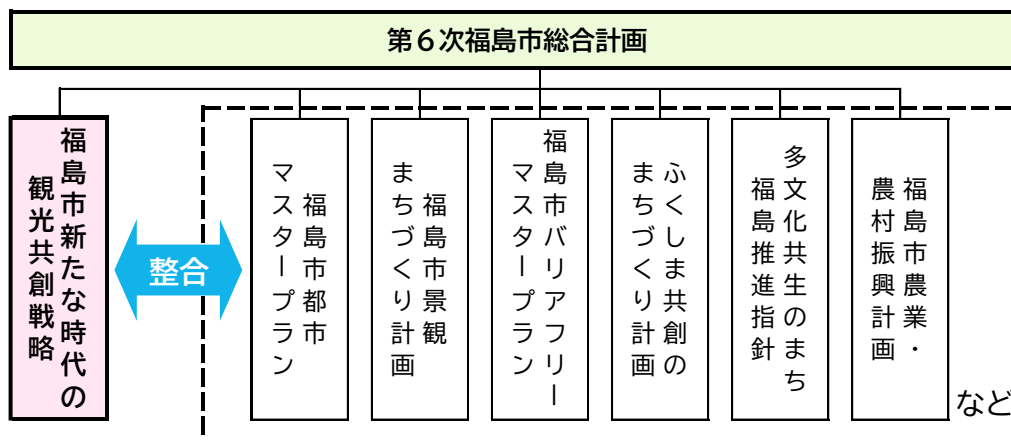 第６次福島市総合計画
福島市新たな時代の
観光共創戦略
整合
福島市都市
マスタープラン
福島市景観
まちづくり計画
福島市バリアフリー
マスタープラン
ふくしま共創の
まちづくり計画
多文化共生のまち
福島推進指針
福島市農業・
農村振興計画
など